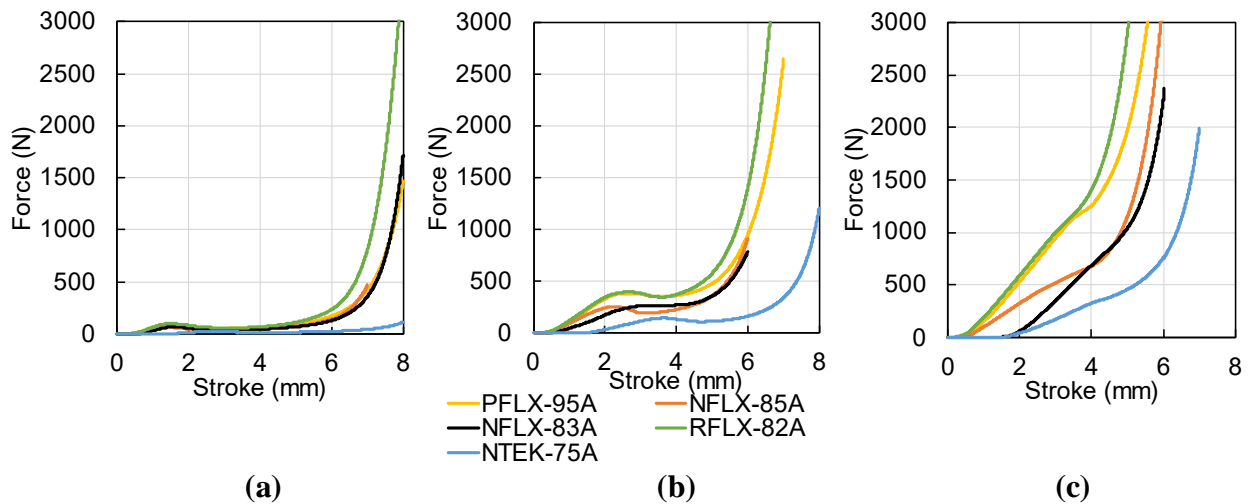 3000
2500
2000
1500
1000
500
0
Force (N)
0 2 4 6 8
Stroke (mm)
3000
2500
2000
1500
1000
500
0
Force (N)
0 2 4 6 8
Stroke (mm)
3000
2500
2000
1500
1000
500
0
Force (N)
0 2 4 6 8
Stroke (mm)
PFLX-95A NFLX-85A
NFLX-83A RFLX-82A
NTEK-75A
(a) (b) (c)